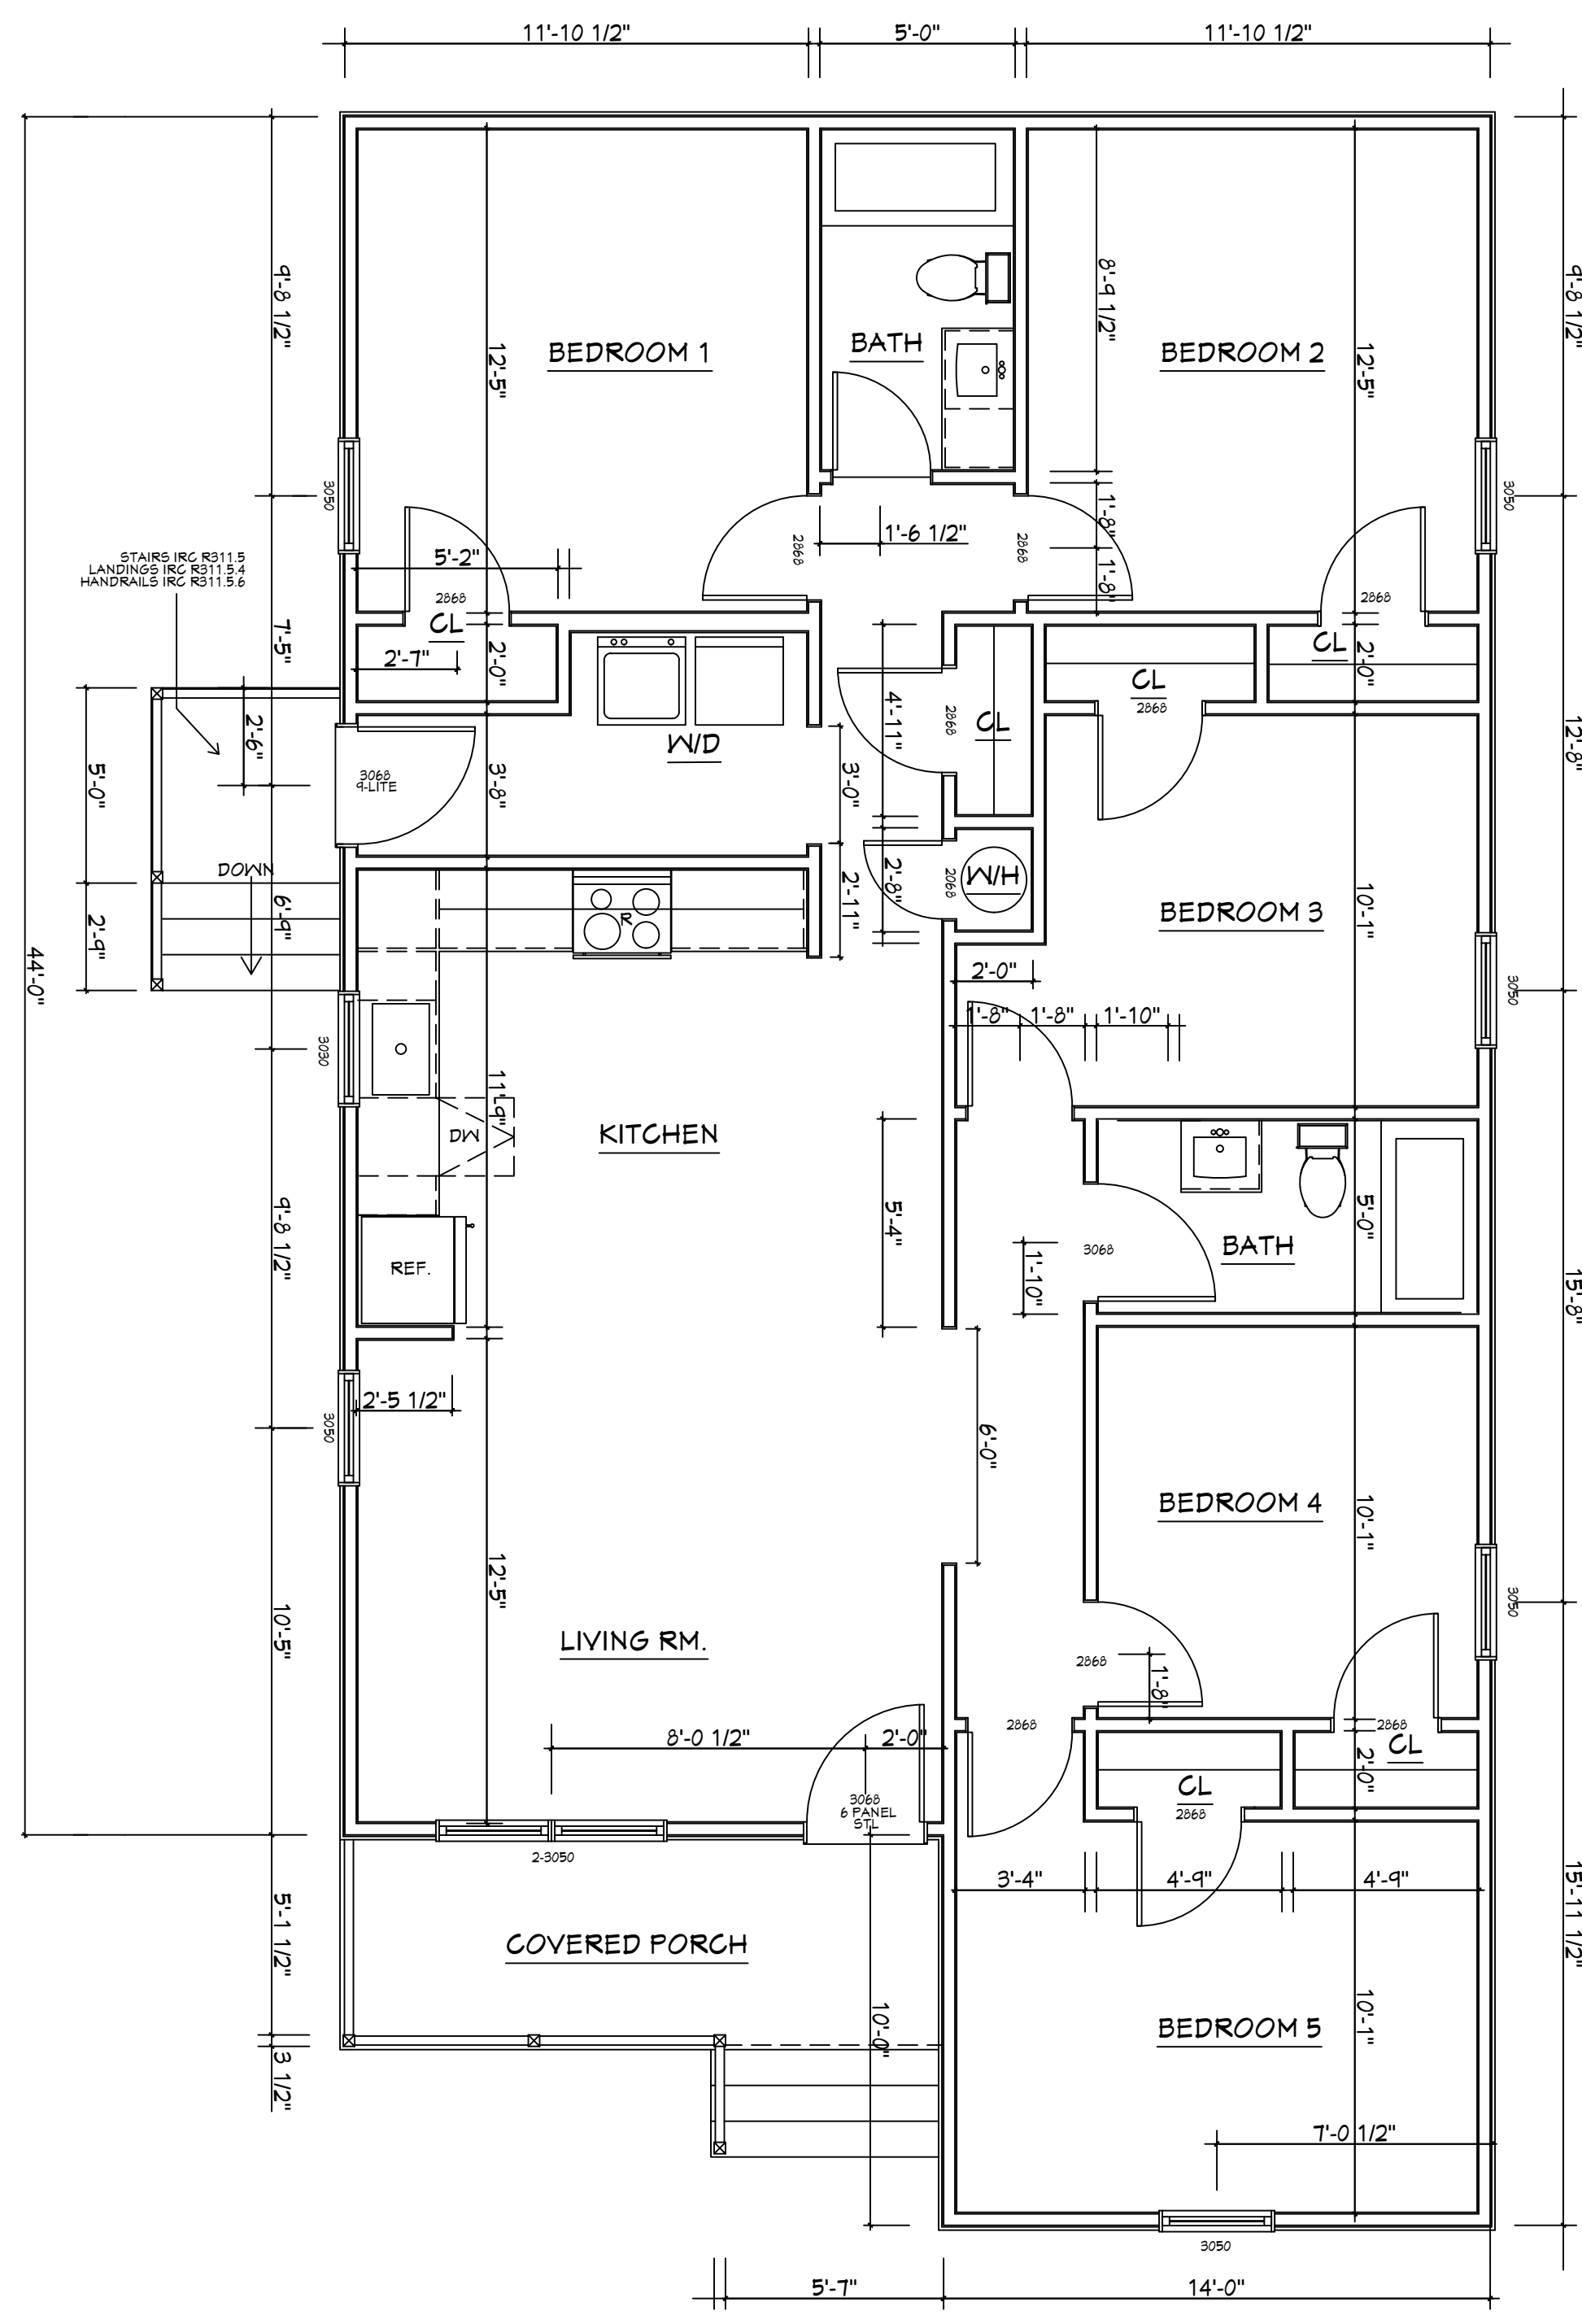 11'-10 1/2"
5'-0"
11'-10 1/2"
9'-8 1/2"
9'-8 1/2"
8'-9 1/2"
BEDROOM 1
12'-5"
BATH
BEDROOM 2
12'-5"
3050
3050
2868
1'-6 1/2"
2868
1'-8"
1'-8"
STAIRS IRC R311.5
LANDINGS IRC R311.5.4
HANDRAILS IRC R311.5.6
5'-2"
2868
CL
2868
CL
7'-5"
2'-7"
2'-0"
2'-0"
CL
2868
2'-6"
4'-11"
2868
CL
W/D
12'-8"
5'-0"
3068
9-LITE
3'-8"
3'-0"
DOWN
2'-8"
2068
W/H
2'-9"
6'-9"
R
2'-11"
BEDROOM 3
10'-1"
44'-0"
2'-0"
3050
1'-8"
1'-8"
1'-10"
3030
11'-9"
DW
KITCHEN
9'-8 1/2"
5'-4"
5'-0"
REF.
1'-10"
3068
BATH
15'-8"
2'-5 1/2"
3050
6'-0"
BEDROOM 4
10'-1"
12'-5"
3050
10'-5"
LIVING RM.
2868
1'-8"
8'-0 1/2"
2'-0"
2868
2868
CL
2'-0"
3068
6 PANEL
STL
CL
2868
2-3050
3'-4"
4'-9"
4'-9"
5'-1 1/2"
COVERED PORCH
15'-11 1/2"
10'-0"
BEDROOM 5
10'-1"
3 1/2"
7'-0 1/2"
3050
5'-7"
14'-0"